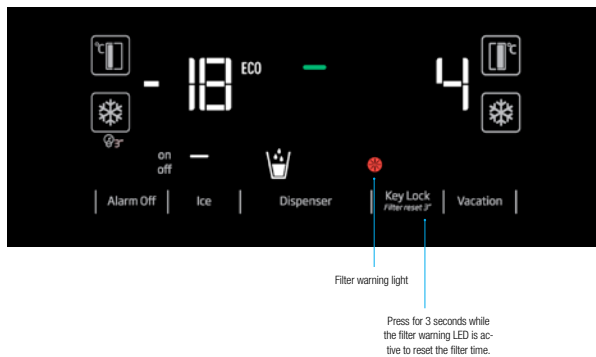 °C
°C
-18 ECO
4
3"
on
off
Alarm Off
Ice
Dispenser
Key Lock
Filter reset 3"
Vacation
Filter warning light
Press for 3 seconds while
the filter warning LED is ac-
tive to reset the filter time.